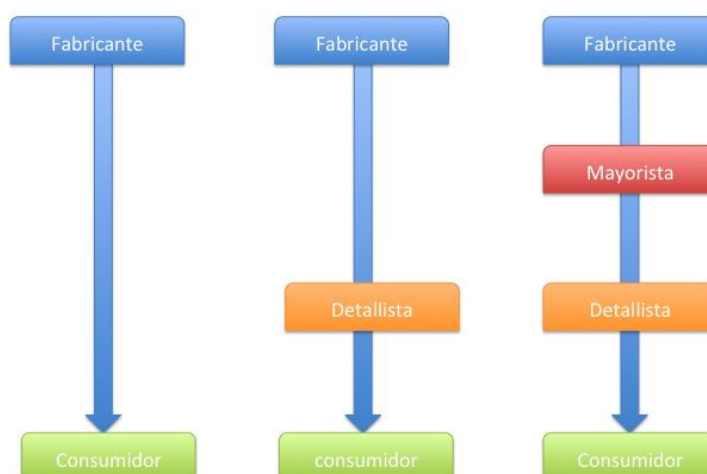 Fabricante
Fabricante
Fabricante
Mayorista
Detallista
Detallista
Consumidor
consumidor
Consumidor